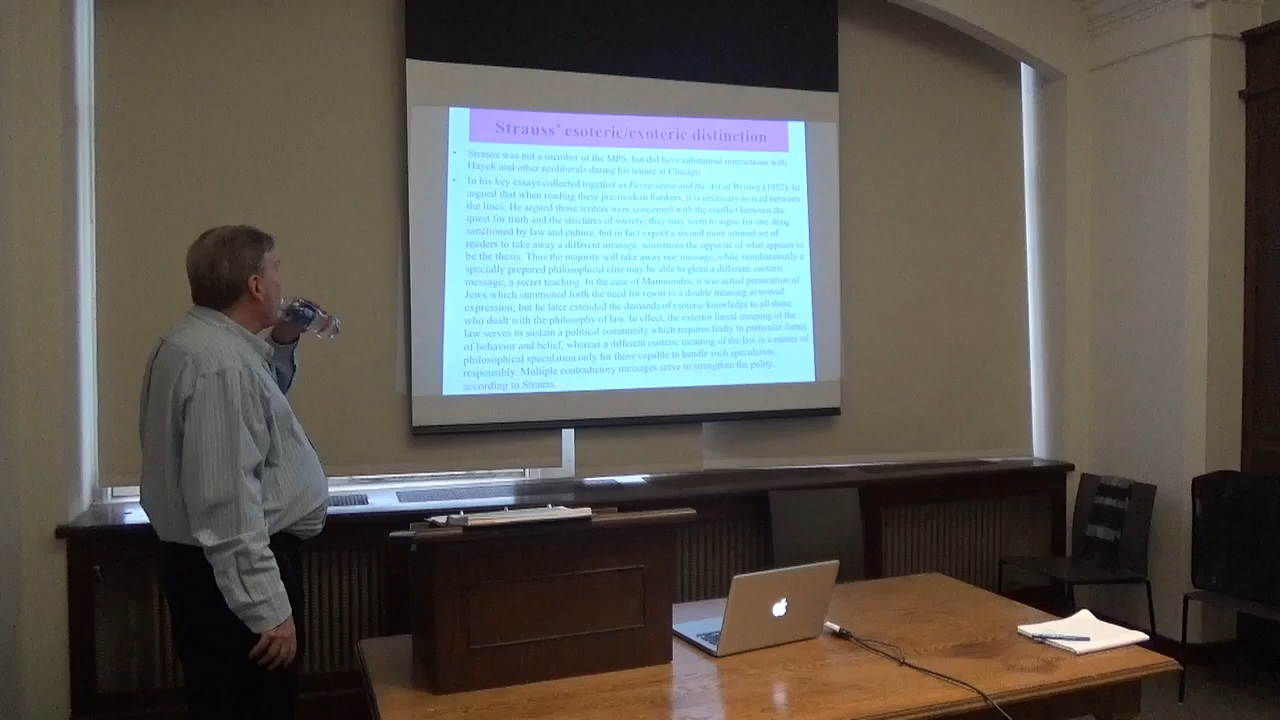 Strauss' esoteric/exoteric distinction
• Strauss was not a member of the MPS, but did have substantial interactions with
Hayek and other neoliberals during his tenure at Chicago
• In his key essays collected together as Persecution and the Art of Writing (1952), he
argued that when reading these pre-modern thinkers, it is necessary to read between
the lines. He argued those writers were concerned with the conflict between the
quest for truth and the strictures of society, they may seem to argue for one thing
sanctioned by law and culture, but in fact expect a second more attuned set of
readers to take away a different message, sometimes the opposite of what appears to
be the thesis. Thus the majority will take away one message, while simultaneously a
specially prepared philosophical elite may be able to glean a different, esoteric
message, a secret teaching. In the case of Maimonides, it was actual persecution of
Jews which summoned forth the need for resort to a double meaning in textual
expression; but he later extended the demands of esoteric knowledge to all those
who dealt with the philosophy of law. In effect, the exterior literal meaning of the
law serves to sustain a political community which requires fealty to particular forms
of behavior and belief, whereas a different esoteric meaning of the law is a matter of
philosophical speculation only for those capable to handle such speculation
responsibly. Multiple contradictory messages serve to strengthen the polity,
according to Strauss.